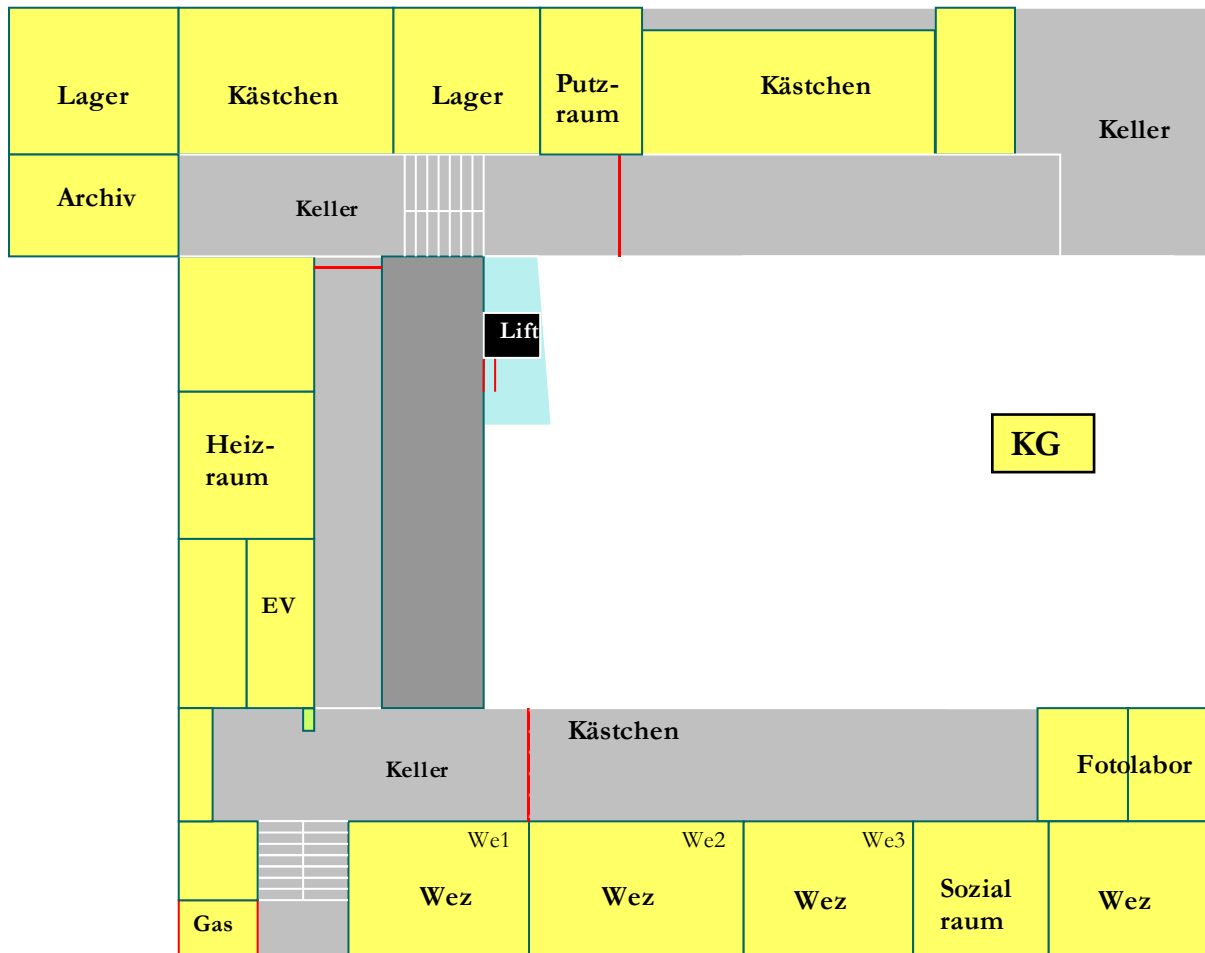 Lager
Kästchen
Lager
Putz-
raum
Kästchen
Keller
Archiv
Keller
Lift
KG
Heiz-
raum
EV
Kästchen
Keller
Fotolabor
We1
We2
We3
Wez
Wez
Wez
Sozial
raum
Wez
Gas